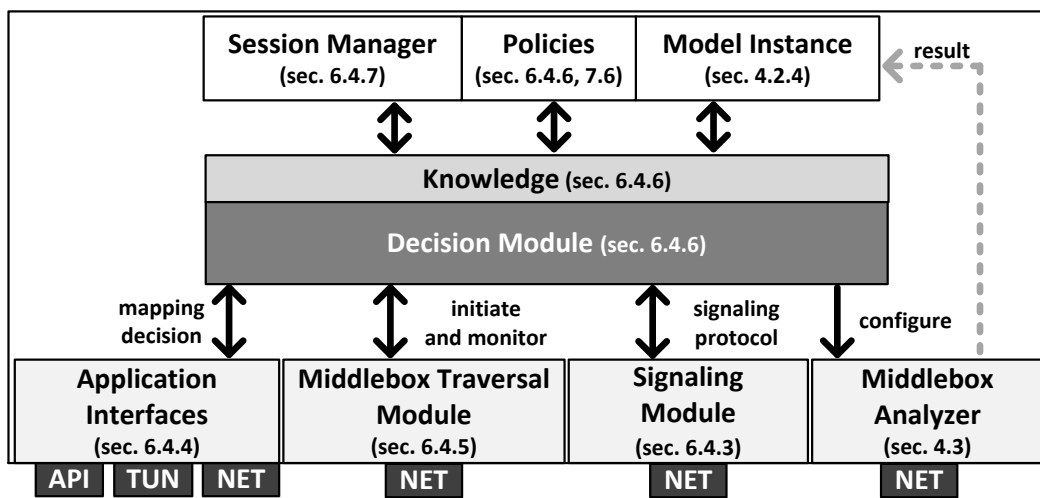 Session Manager
(sec. 6.4.7)
Policies
(sec. 6.4.6, 7.6)
Model Instance
(sec. 4.2.4)
result
Knowledge (sec. 6.4.6)
Decision Module (sec. 6.4.6)
mapping
decision
initiate
and monitor
signaling
protocol
configure
Application
Interfaces
(sec. 6.4.4)
Middlebox Traversal
Module
(sec. 6.4.5)
Signaling
Module
(sec. 6.4.3)
Middlebox
Analyzer
(sec. 4.3)
API
TUN
NET
NET
NET
NET